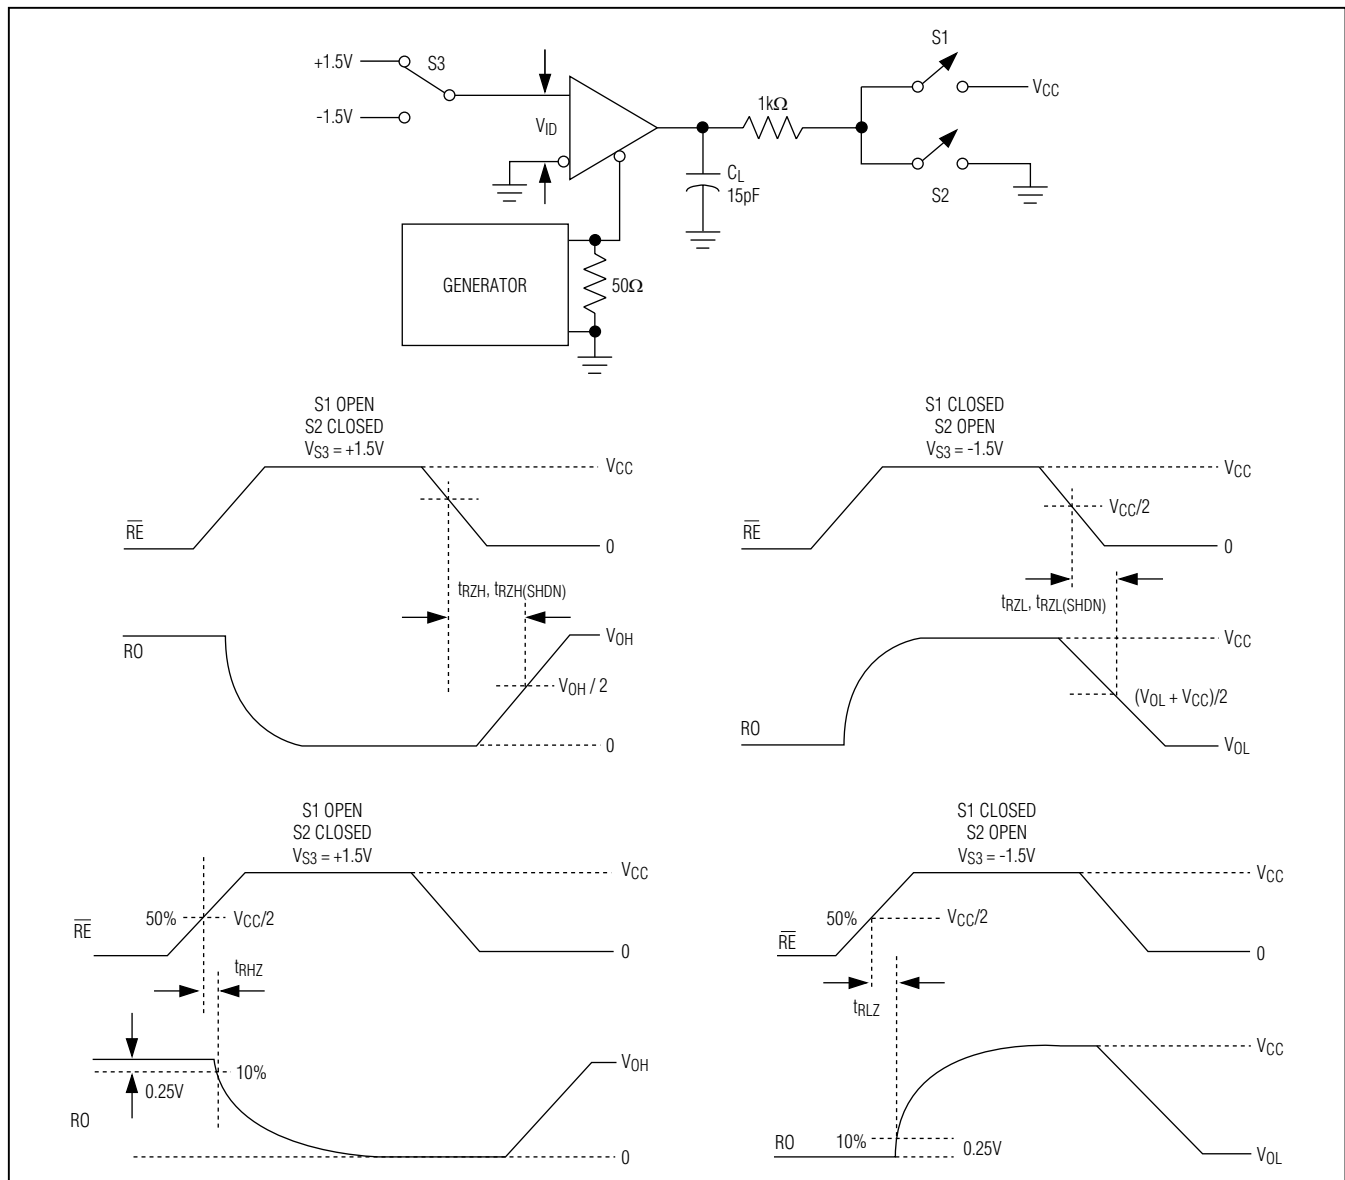 +1.5V
S3
-1.5V
V_ID
1kΩ
S1
V_CC
C_L
15pF
S2
GENERATOR
50Ω
S1 OPEN
S2 CLOSED
V_S3 = +1.5V
V_CC
R̅E̅
0
t_RZH, t_RZH(SHDN)
RO
V_OH
V_OH / 2
0
S1 CLOSED
S2 OPEN
V_S3 = -1.5V
V_CC
V_CC/2
R̅E̅
0
t_RZL, t_RZL(SHDN)
V_CC
(V_OL + V_CC)/2
RO
V_OL
S1 OPEN
S2 CLOSED
V_S3 = +1.5V
V_CC
50%
V_CC/2
R̅E̅
0
t_RHZ
V_OH
10%
0.25V
RO
0
S1 CLOSED
S2 OPEN
V_S3 = -1.5V
V_CC
50%
V_CC/2
R̅E̅
0
t_RLZ
V_CC
RO
10%
0.25V
V_OL